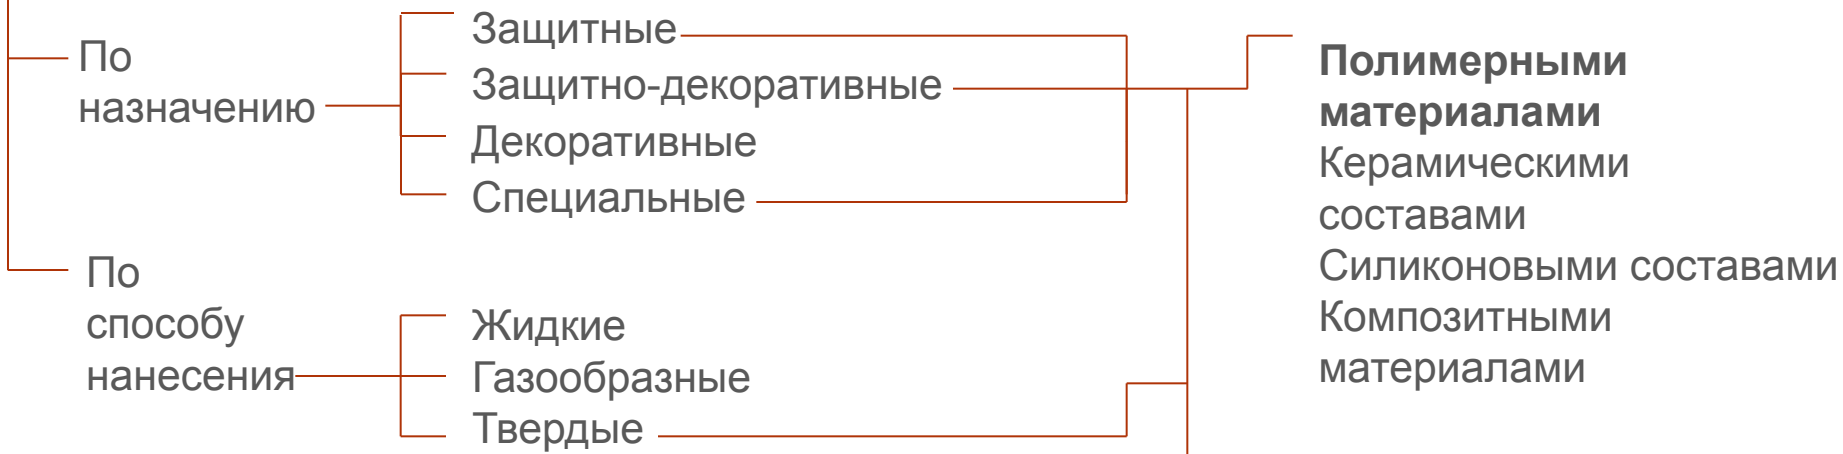 По
назначению
Защитные
Защитно-декоративные
Декоративные
Специальные
По
способу
нанесения
Жидкие
Газообразные
Твердые
Полимерными
материалами
Керамическими
составами
Силиконовыми составами
Композитными
материалами